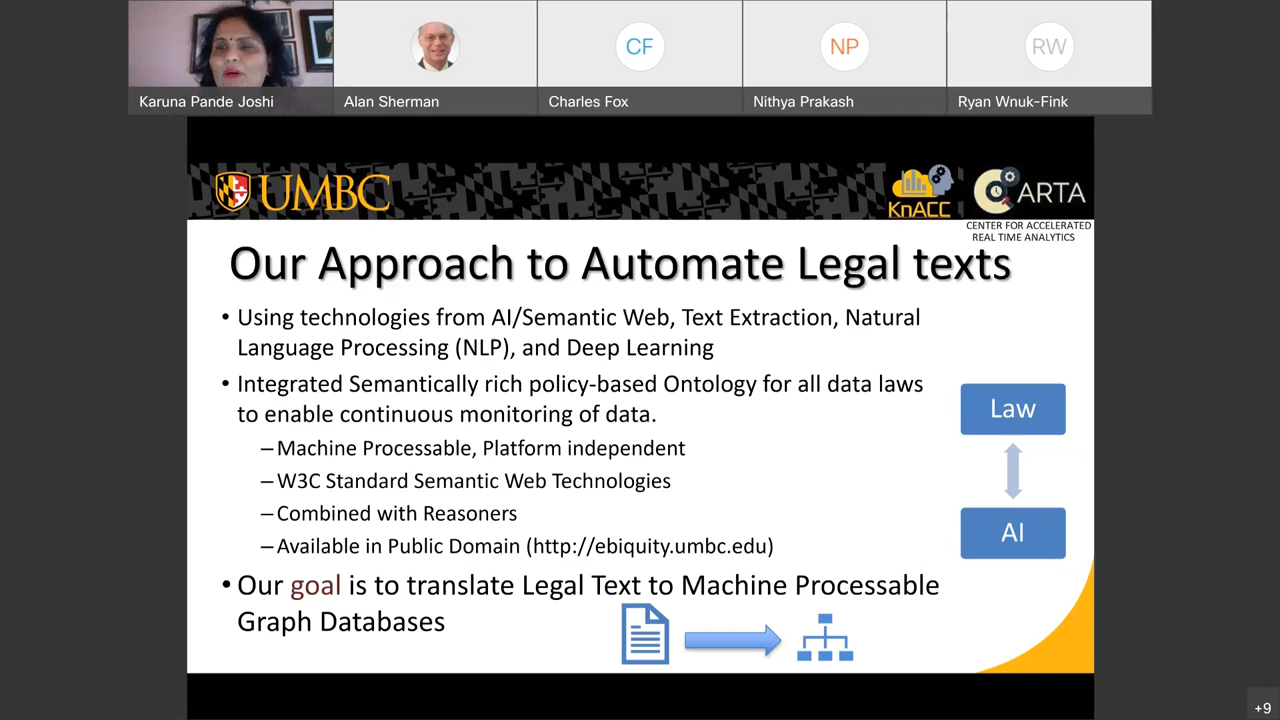 Karuna Pande Joshi
Alan Sherman
CF
Charles Fox
NP
Nithya Prakash
RW
Ryan Wnuk-Fink
UMBC
KnACC
CARTA
CENTER FOR ACCELERATED
REAL TIME ANALYTICS
Our Approach to Automate Legal texts
• Using technologies from AI/Semantic Web, Text Extraction, Natural
Language Processing (NLP), and Deep Learning
• Integrated Semantically rich policy-based Ontology for all data laws
to enable continuous monitoring of data.
–Machine Processable, Platform independent
–W3C Standard Semantic Web Technologies
–Combined with Reasoners
–Available in Public Domain (http://ebiquity.umbc.edu)
• Our goal is to translate Legal Text to Machine Processable
Graph Databases
Law
AI
+9